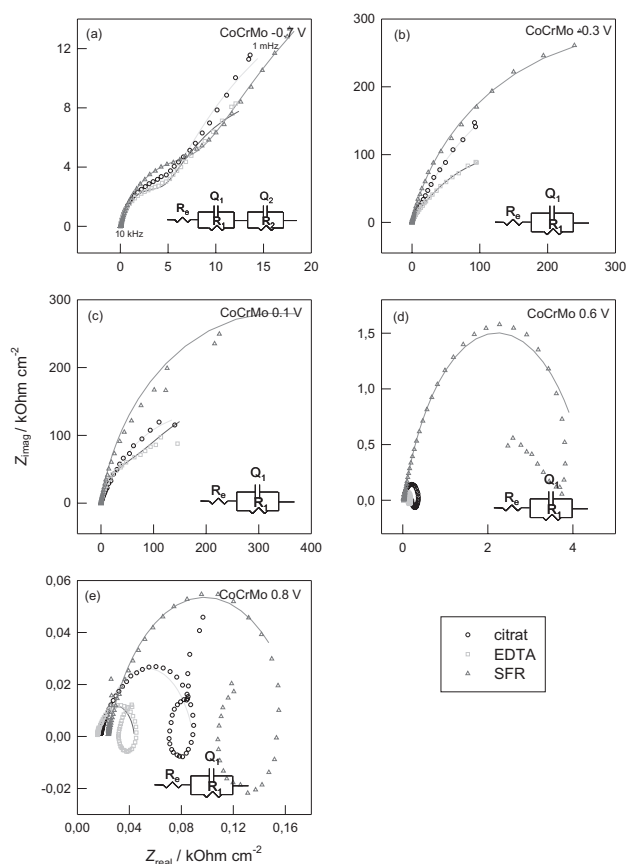 (a)
CoCrMo -0.7 V
1 mHz
12
8
4
0
10 kHz
Rₑ
Q₁
R₁
Q₂
R₂
0 5 10 15 20
(b)
CoCrMo -0.3 V
300
200
100
0
Rₑ
Q₁
R₁
0 100 200 300
Z_imag / kOhm cm⁻²
(c)
CoCrMo 0.1 V
300
200
100
0
Rₑ
Q₁
R₁
0 100 200 300 400
(d)
CoCrMo 0.6 V
1,5
1,0
0,5
0,0
Rₑ
Q₁
R₁
0 2 4
(e)
CoCrMo 0.8 V
0,06
0,04
0,02
0,00
-0,02
Rₑ
Q₁
R₁
0,00 0,04 0,08 0,12 0,16
Z_real / kOhm cm⁻²
citrat
EDTA
SFR